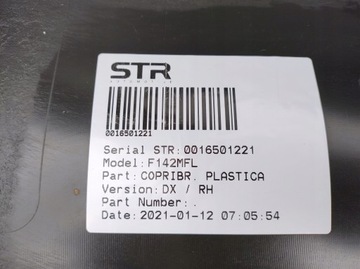 STR
AUTOMOTIVE
0016501221
Serial STR:0016501221
Model:F142MFL
Part:COPRIBR. PLASTICA
Version:DX / RH
Part Number:.
Date:2021-01-12 07:05:54